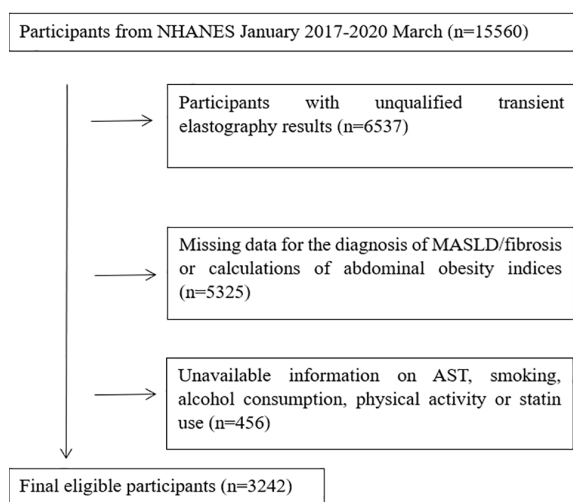 Participants from NHANES January 2017-2020 March (n=15560)
Participants with unqualified transient
elastography results (n=6537)
Missing data for the diagnosis of MASLD/fibrosis
or calculations of abdominal obesity indices
(n=5325)
Unavailable information on AST, smoking,
alcohol consumption, physical activity or statin
use (n=456)
Final eligible participants (n=3242)